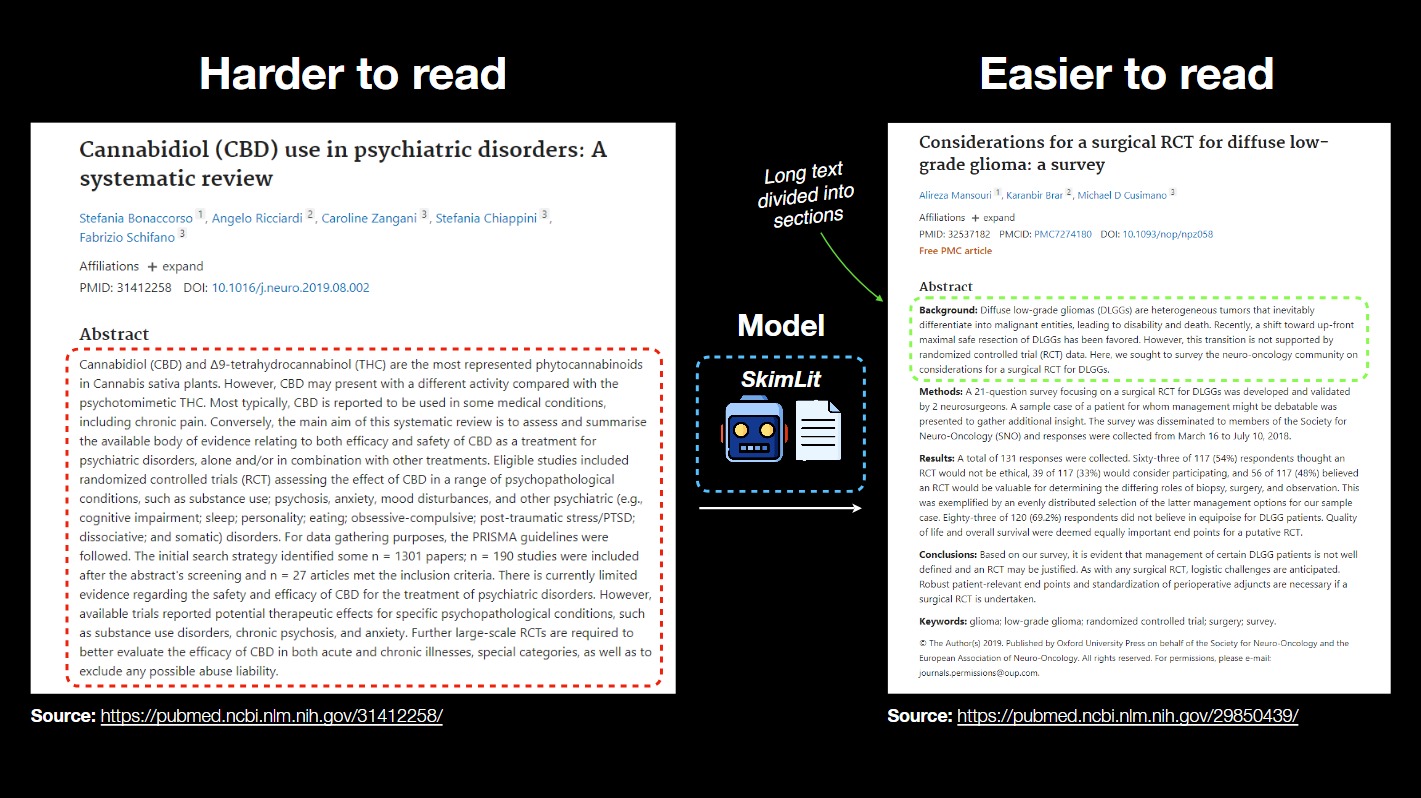 Harder to read
Cannabidiol (CBD) use in psychiatric disorders: A
systematic review
Stefania Bonaccorso 1, Angelo Ricciardi 2, Caroline Zangani 3, Stefania Chiappini 3,
Fabrizio Schifano 3
Affiliations + expand
PMID: 31412258 DOI: 10.1016/j.neuro.2019.08.002
Abstract
Cannabidiol (CBD) and Δ9-tetrahydrocannabinol (THC) are the most represented phytocannabinoids
in Cannabis sativa plants. However, CBD may present with a different activity compared with the
psychotomimetic THC. Most typically, CBD is reported to be used in some medical conditions,
including chronic pain. Conversely, the main aim of this systematic review is to assess and summarise
the available body of evidence relating to both efficacy and safety of CBD as a treatment for
psychiatric disorders, alone and/or in combination with other treatments. Eligible studies included
randomized controlled trials (RCT) assessing the effect of CBD in a range of psychopathological
conditions, such as substance use; psychosis, anxiety, mood disturbances, and other psychiatric (e.g.,
cognitive impairment; sleep; personality; eating; obsessive-compulsive; post-traumatic stress/PTSD;
dissociative; and somatic) disorders. For data gathering purposes, the PRISMA guidelines were
followed. The initial search strategy identified some n = 1301 papers; n = 190 studies were included
after the abstract's screening and n = 27 articles met the inclusion criteria. There is currently limited
evidence regarding the safety and efficacy of CBD for the treatment of psychiatric disorders. However,
available trials reported potential therapeutic effects for specific psychopathological conditions, such
as substance use disorders, chronic psychosis, and anxiety. Further large-scale RCTs are required to
better evaluate the efficacy of CBD in both acute and chronic illnesses, special categories, as well as to
exclude any possible abuse liability.
Source: https://pubmed.ncbi.nlm.nih.gov/31412258/
Long text
divided into
sections
Model
SkimLit
Easier to read
Considerations for a surgical RCT for diffuse low-
grade glioma: a survey
Alireza Mansouri 1, Karanbir Brar 2, Michael D Cusimano 3
Affiliations + expand
PMID: 32537182 PMCID: PMC7274180 DOI: 10.1093/nop/npz058
Free PMC article
Abstract
Background: Diffuse low-grade gliomas (DLGGs) are heterogeneous tumors that inevitably
differentiate into malignant entities, leading to disability and death. Recently, a shift toward up-front
maximal safe resection of DLGGs has been favored. However, this transition is not supported by
randomized controlled trial (RCT) data. Here, we sought to survey the neuro-oncology community on
considerations for a surgical RCT for DLGGs.
Methods: A 21-question survey focusing on a surgical RCT for DLGGs was developed and validated
by 2 neurosurgeons. A sample case of a patient for whom management might be debatable was
presented to gather additional insight. The survey was disseminated to members of the Society for
Neuro-Oncology (SNO) and responses were collected from March 16 to July 10, 2018.
Results: A total of 131 responses were collected. Sixty-three of 117 (54%) respondents thought an
RCT would not be ethical, 39 of 117 (33%) would consider participating, and 56 of 117 (48%) believed
an RCT would be valuable for determining the differing roles of biopsy, surgery, and observation. This
was exemplified by an evenly distributed selection of the latter management options for our sample
case. Eighty-three of 120 (69.2%) respondents did not believe in equipoise for DLGG patients. Quality
of life and overall survival were deemed equally important end points for a putative RCT.
Conclusions: Based on our survey, it is evident that management of certain DLGG patients is not well
defined and an RCT may be justified. As with any surgical RCT, logistic challenges are anticipated.
Robust patient-relevant end points and standardization of perioperative adjuncts are necessary if a
surgical RCT is undertaken.
Keywords: glioma; low-grade glioma; randomized controlled trial; surgery; survey.
© The Author(s) 2019. Published by Oxford University Press on behalf of the Society for Neuro-Oncology and the
European Association of Neuro-Oncology. All rights reserved. For permissions, please e-mail:
journals.permissions@oup.com.
Source: https://pubmed.ncbi.nlm.nih.gov/29850439/